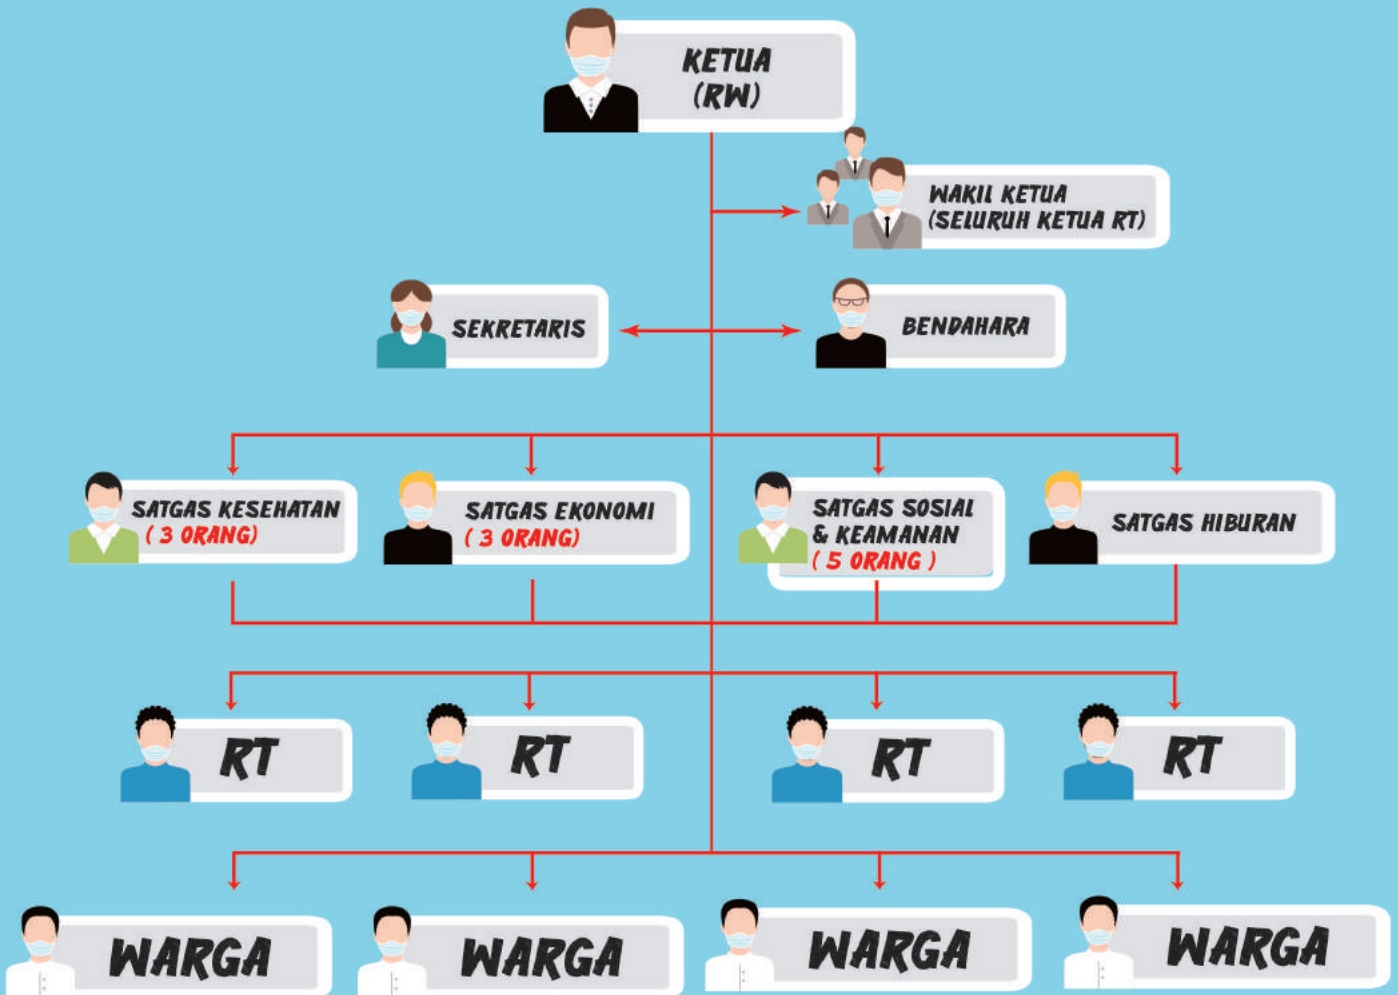 KETUA
(RW)
WAKIL KETUA
(SELURUH KETUA RT)
SEKRETARIS
BENDAHARA
SATGAS KESEHATAN
( 3 ORANG)
SATGAS EKONOMI
( 3 ORANG)
SATGAS SOSIAL
& KEAMANAN
( 5 ORANG )
SATGAS HIBURAN
RT
RT
RT
RT
WARGA
WARGA
WARGA
WARGA